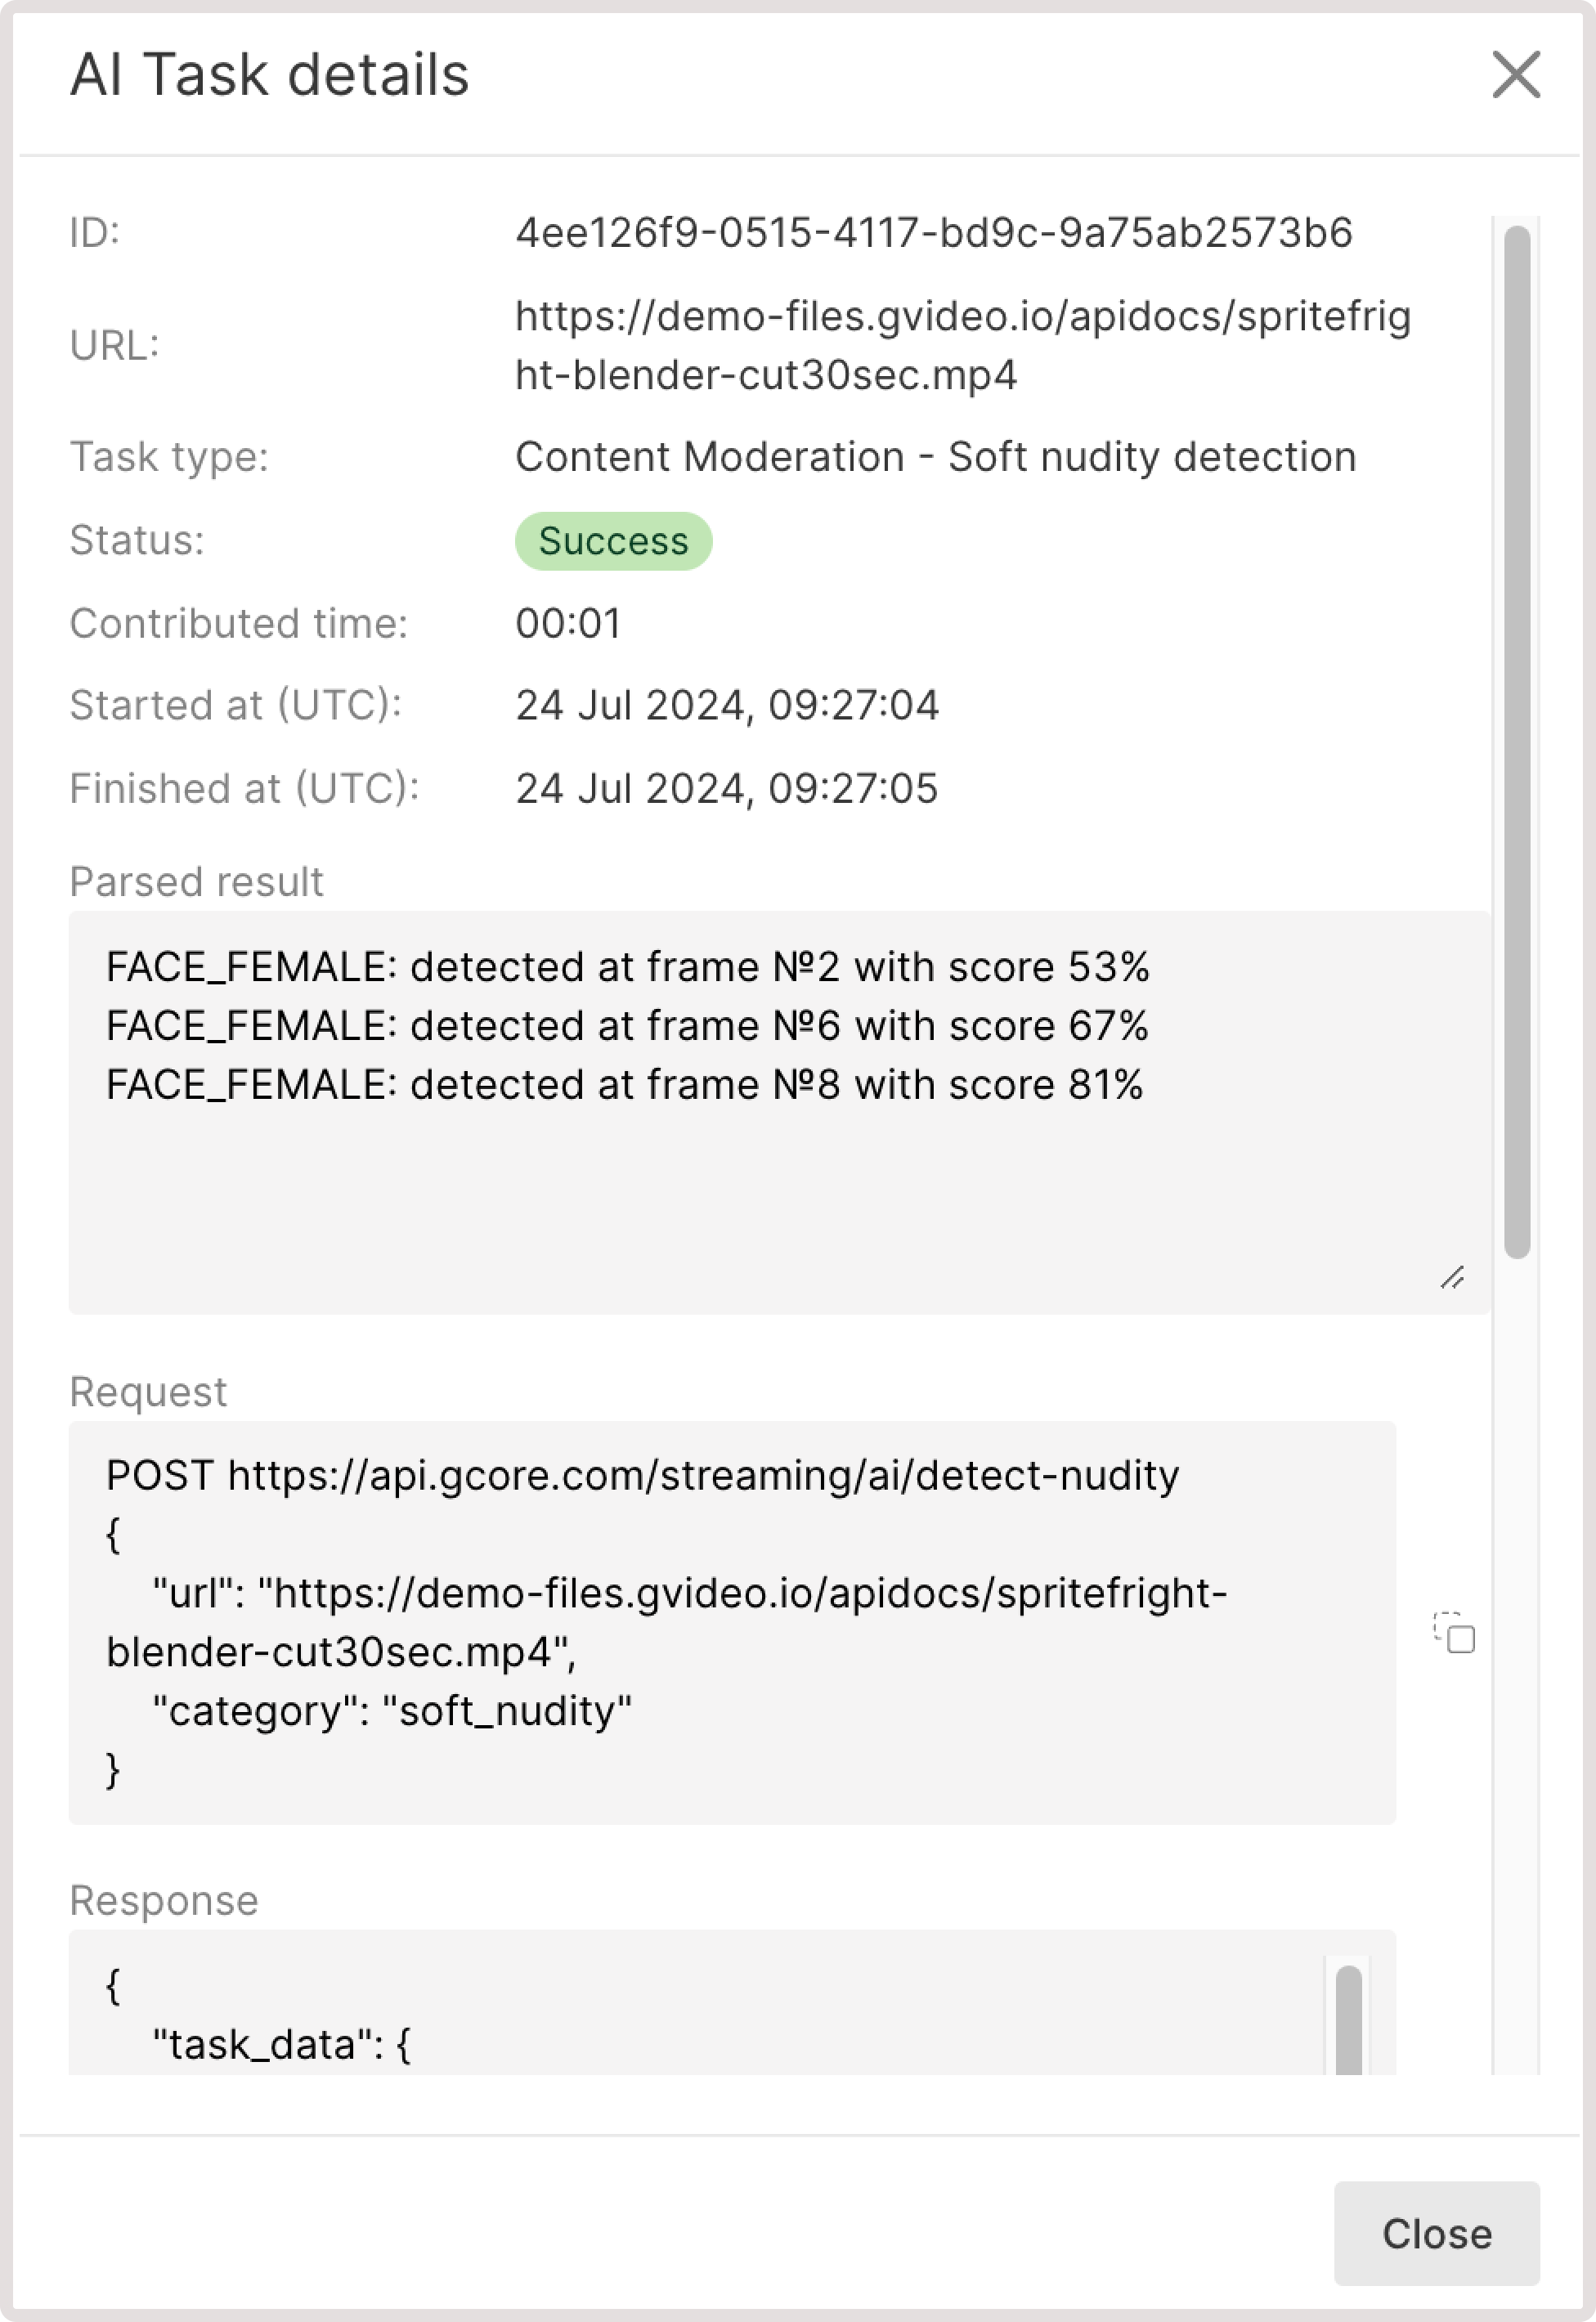 AI Task details
ID: 4ee126f9-0515-4117-bd9c-9a75ab2573b6
URL: https://demo-files.gvideo.io/apidocs/spritefrig
ht-blender-cut30sec.mp4
Task type: Content Moderation - Soft nudity detection
Status: Success
Contributed time: 00:01
Started at (UTC): 24 Jul 2024, 09:27:04
Finished at (UTC): 24 Jul 2024, 09:27:05
Parsed result
FACE_FEMALE: detected at frame №2 with score 53%
FACE_FEMALE: detected at frame №6 with score 67%
FACE_FEMALE: detected at frame №8 with score 81%
Request
POST https://api.gcore.com/streaming/ai/detect-nudity
{
    "url": "https://demo-files.gvideo.io/apidocs/spritefright-
blender-cut30sec.mp4",
    "category": "soft_nudity"
}
Response
{
    "task_data": {
Close